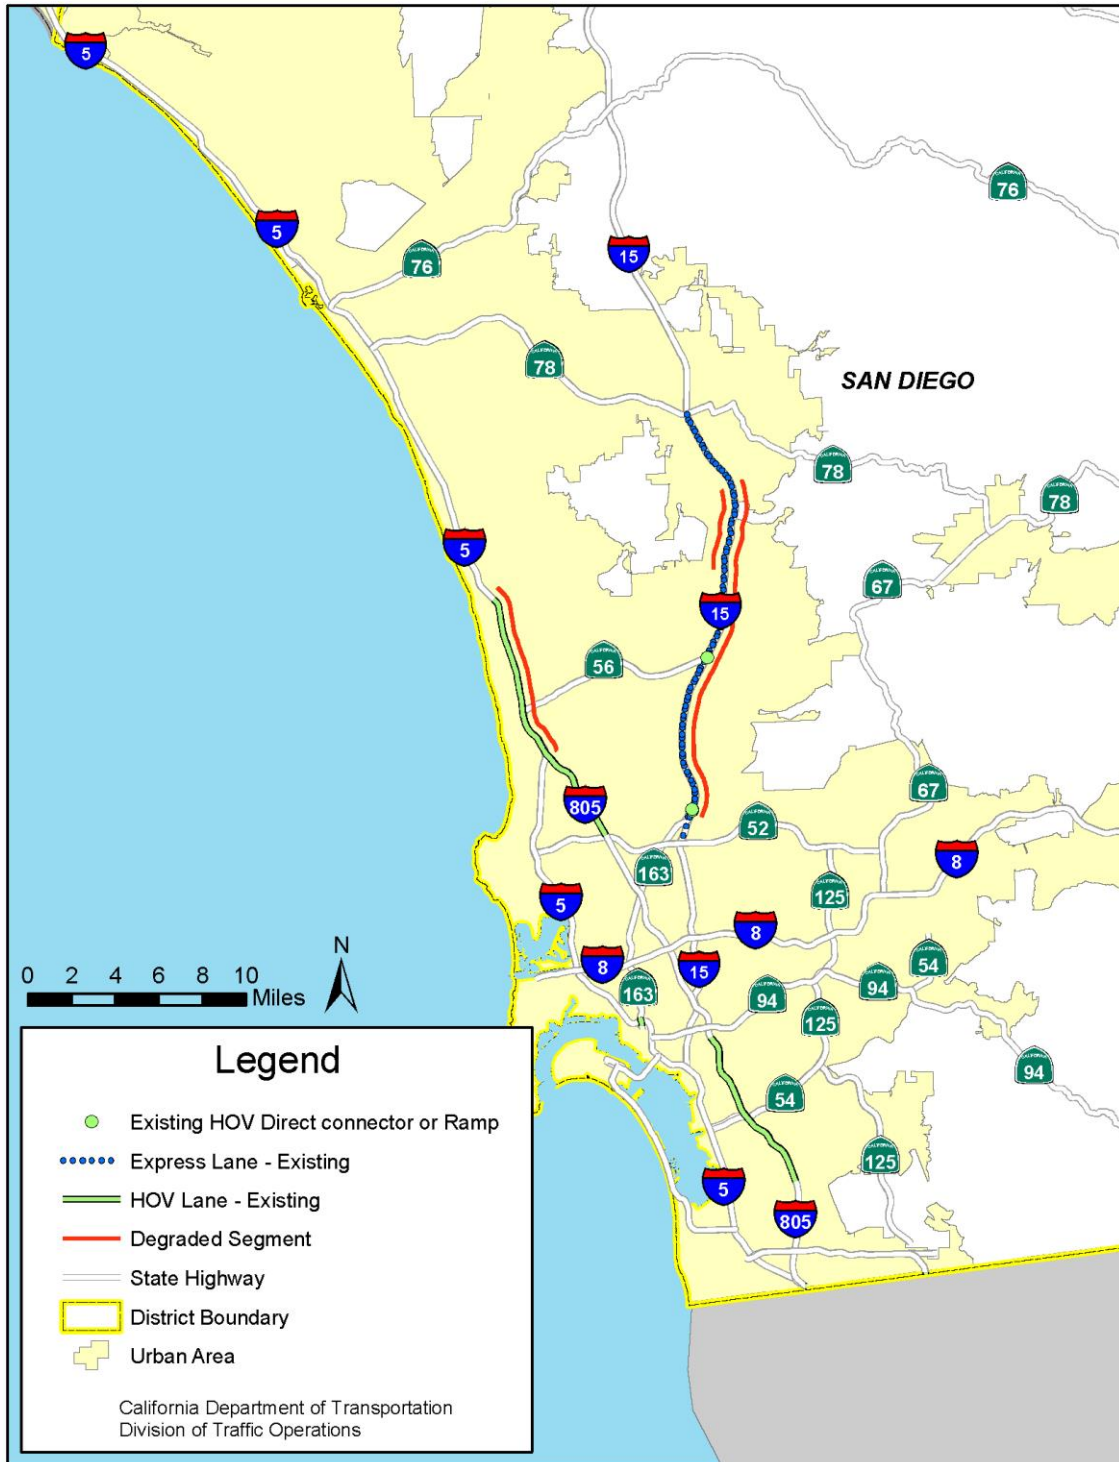 5
76
5
15
76
78
SAN DIEGO
78
78
5
67
15
56
67
805
52
163
8
125
5
8
54
8
15
94
163
94
125
94
54
125
5
805
N
0 2 4 6 8 10
Miles
Legend
Existing HOV Direct connector or Ramp
Express Lane - Existing
HOV Lane - Existing
Degraded Segment
State Highway
District Boundary
Urban Area
California Department of Transportation
Division of Traffic Operations